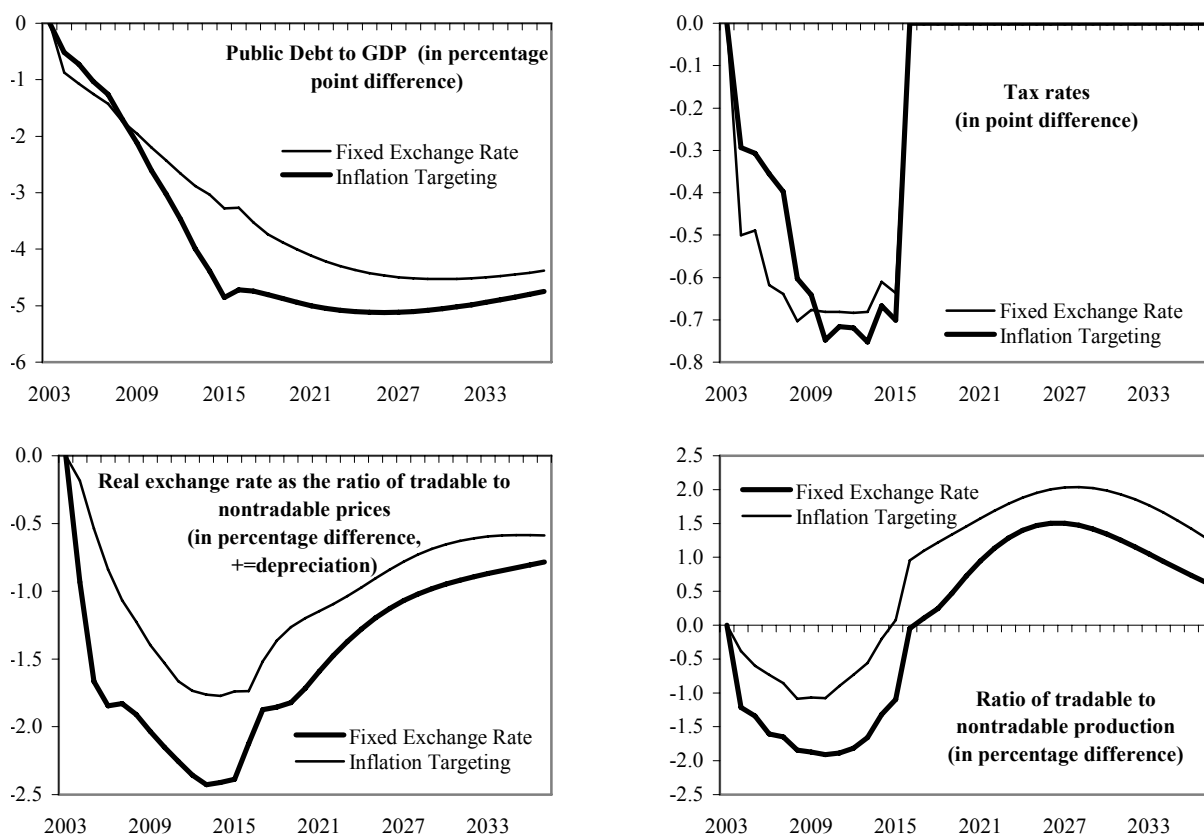 0
-1
-2
-3
-4
-5
-6
Public Debt to GDP (in percentage
point difference)
Fixed Exchange Rate
Inflation Targeting
2003 2009 2015 2021 2027 2033
0.0
-0.1
-0.2
-0.3
-0.4
-0.5
-0.6
-0.7
-0.8
Tax rates
(in point difference)
Fixed Exchange Rate
Inflation Targeting
2003 2009 2015 2021 2027 2033
0.0
-0.5
-1.0
-1.5
-2.0
-2.5
Real exchange rate as the ratio of tradable to
nontradable prices
(in percentage difference,
+=depreciation)
Fixed Exchange Rate
Inflation Targeting
2003 2009 2015 2021 2027 2033
2.5
2.0
1.5
1.0
0.5
0.0
-0.5
-1.0
-1.5
-2.0
-2.5
Fixed Exchange Rate
Inflation Targeting
Ratio of tradable to
nontradable production
(in percentage difference)
2003 2009 2015 2021 2027 2033